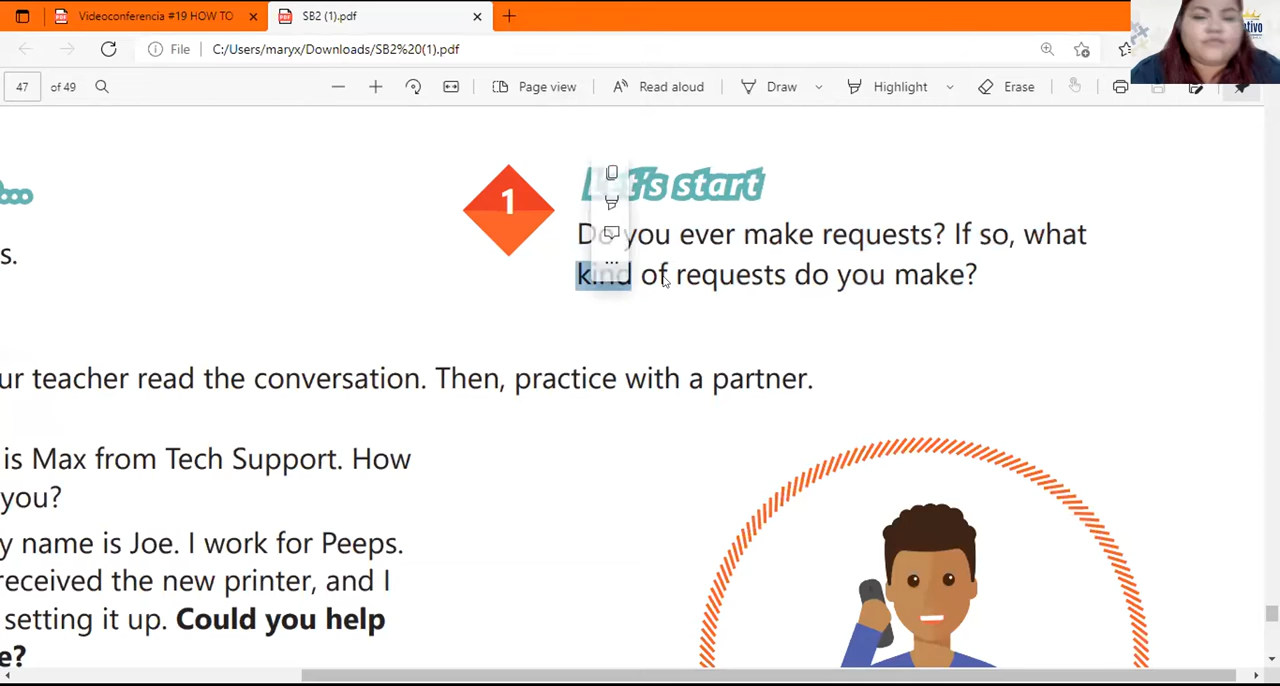 Videoconferencia #19 HOW TO
SB2 (1).pdf
File
C:/Users/maryx/Downloads/SB2%20(1).pdf
47 of 49
Page view
Read aloud
Draw
Highlight
Erase
1
Let's start
Do you ever make requests? If so, what
kind of requests do you make?
s.
ur teacher read the conversation. Then, practice with a partner.
is Max from Tech Support. How
you?
y name is Joe. I work for Peeps.
received the new printer, and I
setting it up. Could you help
e?